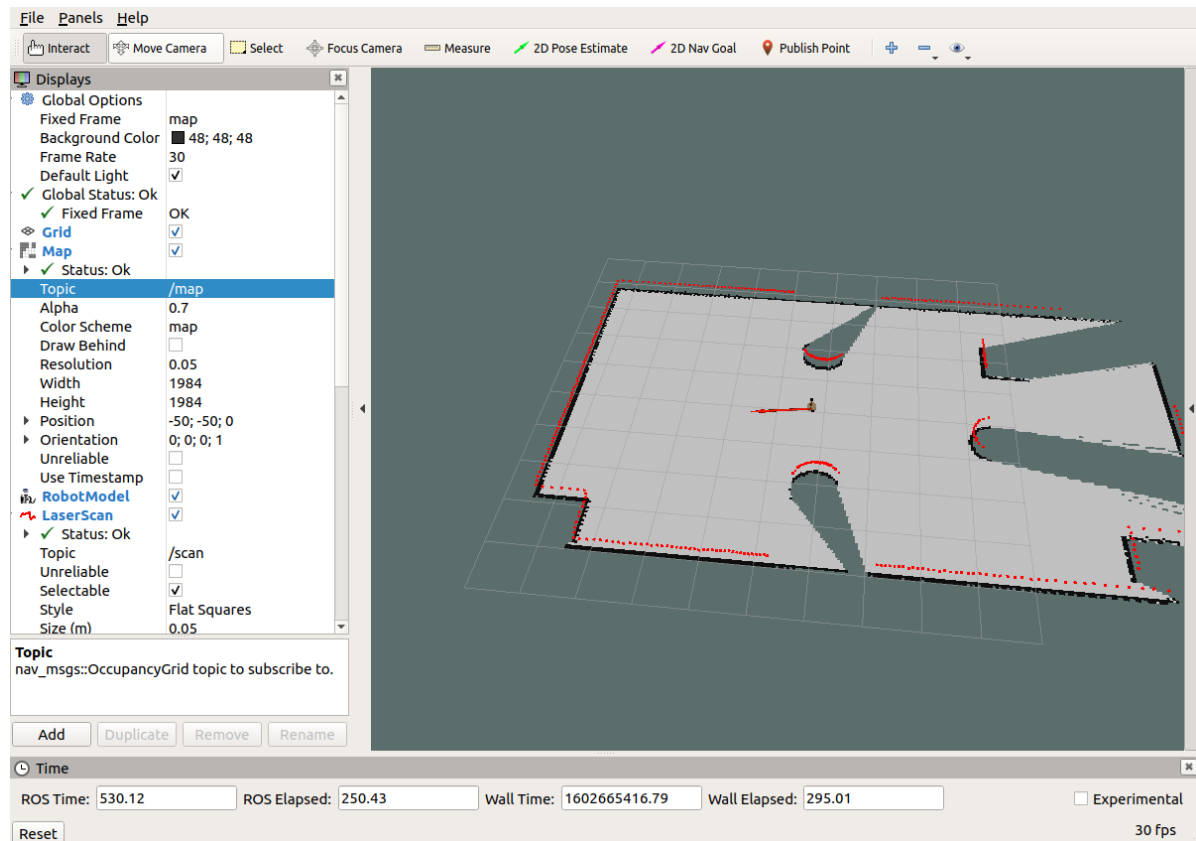 File Panels Help
Interact Move Camera Select Focus Camera Measure 2D Pose Estimate 2D Nav Goal Publish Point
Displays
Global Options
Fixed Frame map
Background Color 48; 48; 48
Frame Rate 30
Default Light
Global Status: Ok
Fixed Frame OK
Grid
Map
Status: Ok
Topic /map
Alpha 0.7
Color Scheme map
Draw Behind
Resolution 0.05
Width 1984
Height 1984
Position -50; -50; 0
Orientation 0; 0; 0; 1
Unreliable
Use Timestamp
RobotModel
LaserScan
Status: Ok
Topic /scan
Unreliable
Selectable
Style Flat Squares
Size (m) 0.05
Topic
nav_msgs::OccupancyGrid topic to subscribe to.
Add Duplicate Remove Rename
Time
ROS Time: 530.12 ROS Elapsed: 250.43 Wall Time: 1602665416.79 Wall Elapsed: 295.01 Experimental
Reset 30 fps